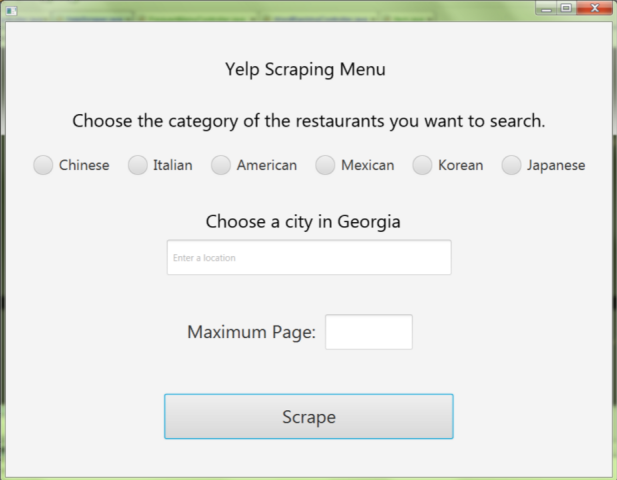 Yelp Scraping Menu
Choose the category of the restaurants you want to search.
Chinese Italian American Mexican Korean Japanese
Choose a city in Georgia
Enter a location
Maximum Page:
Scrape